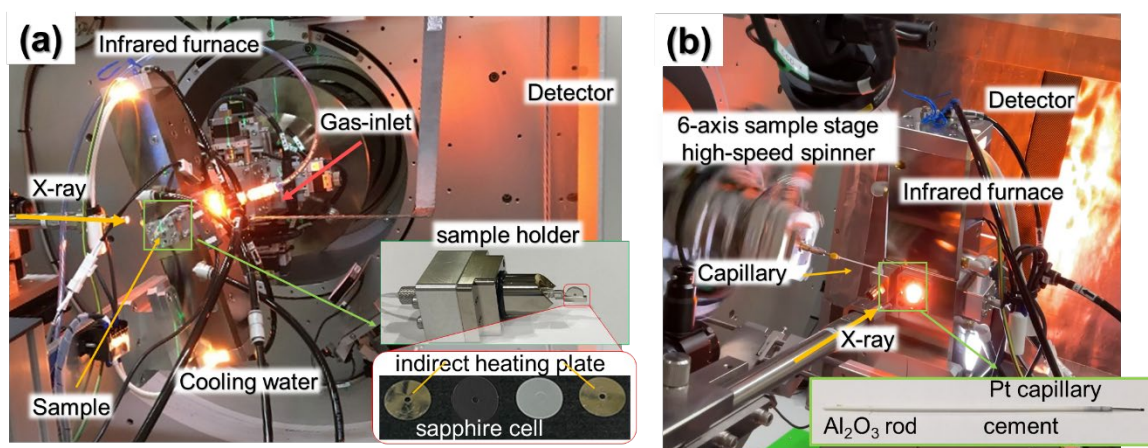 (a)
Infrared furnace
Detector
Gas-inlet
X-ray
sample holder
indirect heating plate
Cooling water
Sample
sapphire cell
(b)
Detector
6-axis sample stage
high-speed spinner
Infrared furnace
Capillary
X-ray
Pt capillary
Al₂O₃ rod
cement